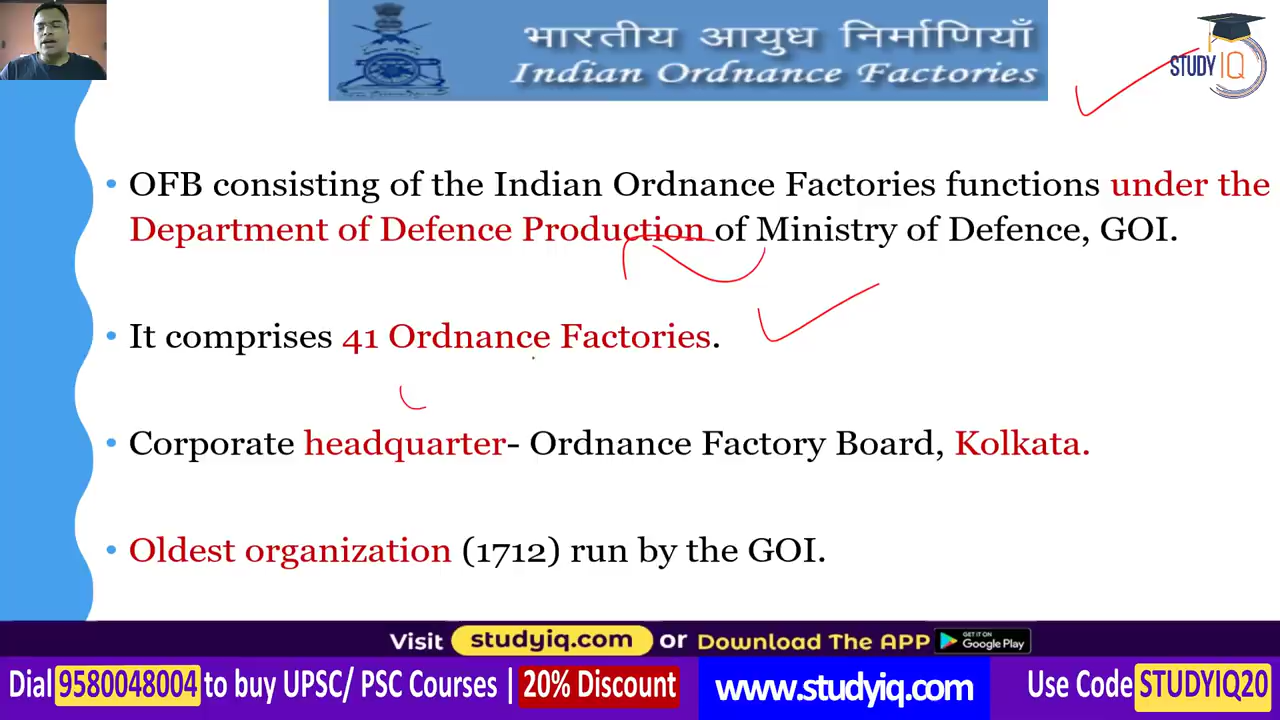 भारतीय आयुध निर्माणियाँ
Indian Ordnance Factories
STUDY IQ
• OFB consisting of the Indian Ordnance Factories functions under the
Department of Defence Production of Ministry of Defence, GOI.
• It comprises 41 Ordnance Factories.
• Corporate headquarter- Ordnance Factory Board, Kolkata.
• Oldest organization (1712) run by the GOI.
Visit studyiq.com or Download The APP GET IT ON Google Play
Dial 9580048004 to buy UPSC/ PSC Courses | 20% Discount www.studyiq.com Use Code STUDYIQ20